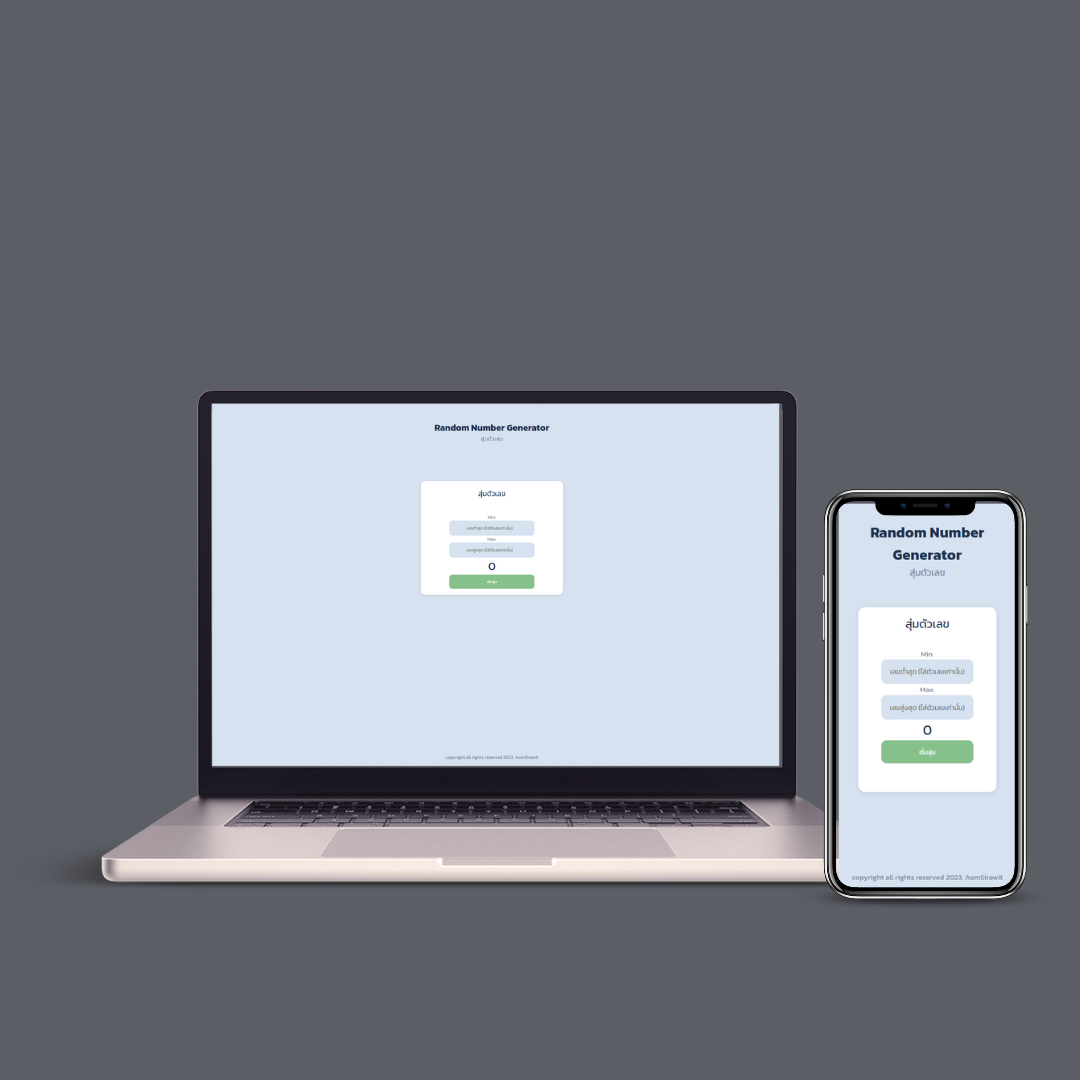 Random Number Generator
สุ่มตัวเลข
สุ่มตัวเลข
Min:
เลขต่ำสุด (ใส่ตัวเลขเท่านั้น)
Max:
เลขสูงสุด (ใส่ตัวเลขเท่านั้น)
0
เริ่มสุ่ม
copyright all rights reserved 2023. AomSirawit
Random Number
Generator
สุ่มตัวเลข
สุ่มตัวเลข
Min:
เลขต่ำสุด (ใส่ตัวเลขเท่านั้น)
Max:
เลขสูงสุด (ใส่ตัวเลขเท่านั้น)
0
เริ่มสุ่ม
copyright all rights reserved 2023. AomSirawit